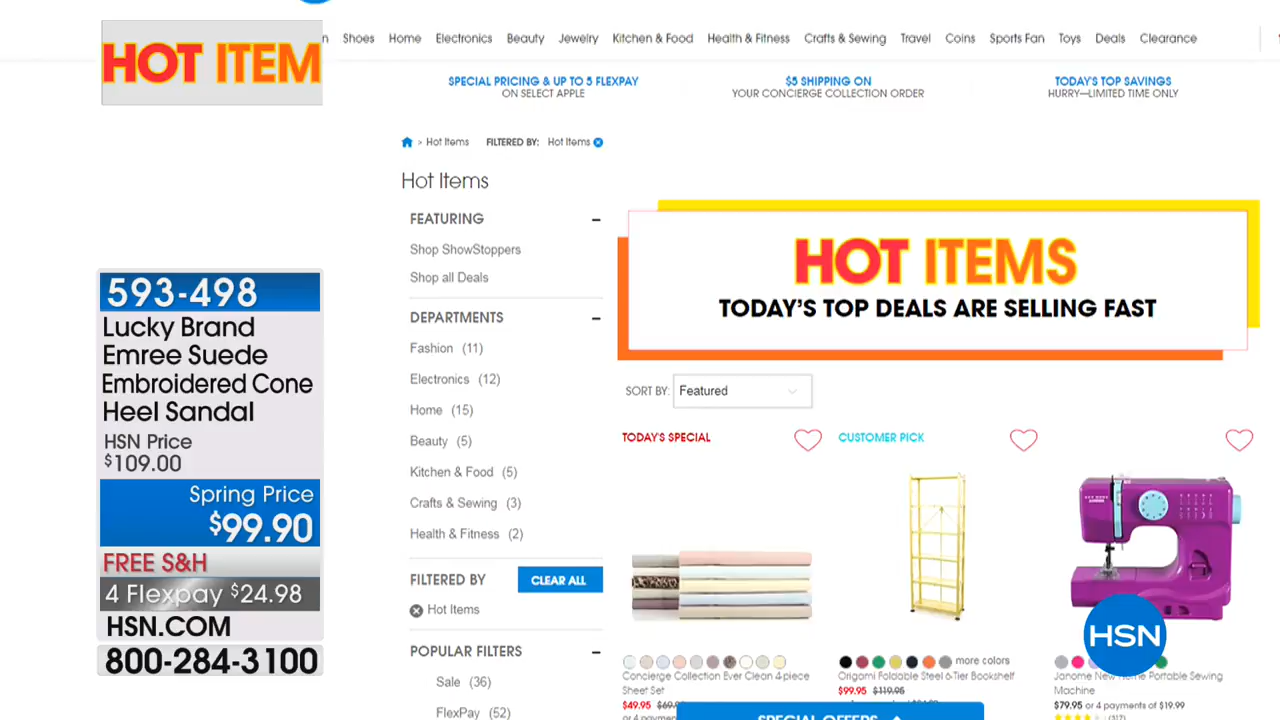 HOT ITEM
Shoes Home Electronics Beauty Jewelry Kitchen & Food Health & Fitness Crafts & Sewing Travel Coins Sports Fan Toys Deals Clearance
SPECIAL PRICING & UP TO 5 FLEXPAY
ON SELECT APPLE
$5 SHIPPING ON
YOUR CONCIERGE COLLECTION ORDER
TODAY'S TOP SAVINGS
HURRY—LIMITED TIME ONLY
> Hot Items FILTERED BY: Hot Items
Hot Items
FEATURING
Shop ShowStoppers
Shop all Deals
DEPARTMENTS
Fashion (11)
Electronics (12)
Home (15)
Beauty (5)
Kitchen & Food (5)
Crafts & Sewing (3)
Health & Fitness (2)
FILTERED BY CLEAR ALL
Hot Items
POPULAR FILTERS
Sale (36)
FlexPay (52)
HOT ITEMS
TODAY'S TOP DEALS ARE SELLING FAST
SORT BY: Featured
TODAY'S SPECIAL
CUSTOMER PICK
more colors
Concierge Collection Ever Clean 4-piece
Sheet Set
$49.95
Origami Foldable Steel 6-Tier Bookshelf
$99.95 $119.95
Janome New Home Portable Sewing
Machine
$79.95 or 4 payments of $19.99
(317)
SPECIAL OFFERS
HSN
593-498
Lucky Brand
Emree Suede
Embroidered Cone
Heel Sandal
HSN Price
$109.00
Spring Price
$99.90
FREE S&H
4 Flexpay $24.98
HSN.COM
800-284-3100